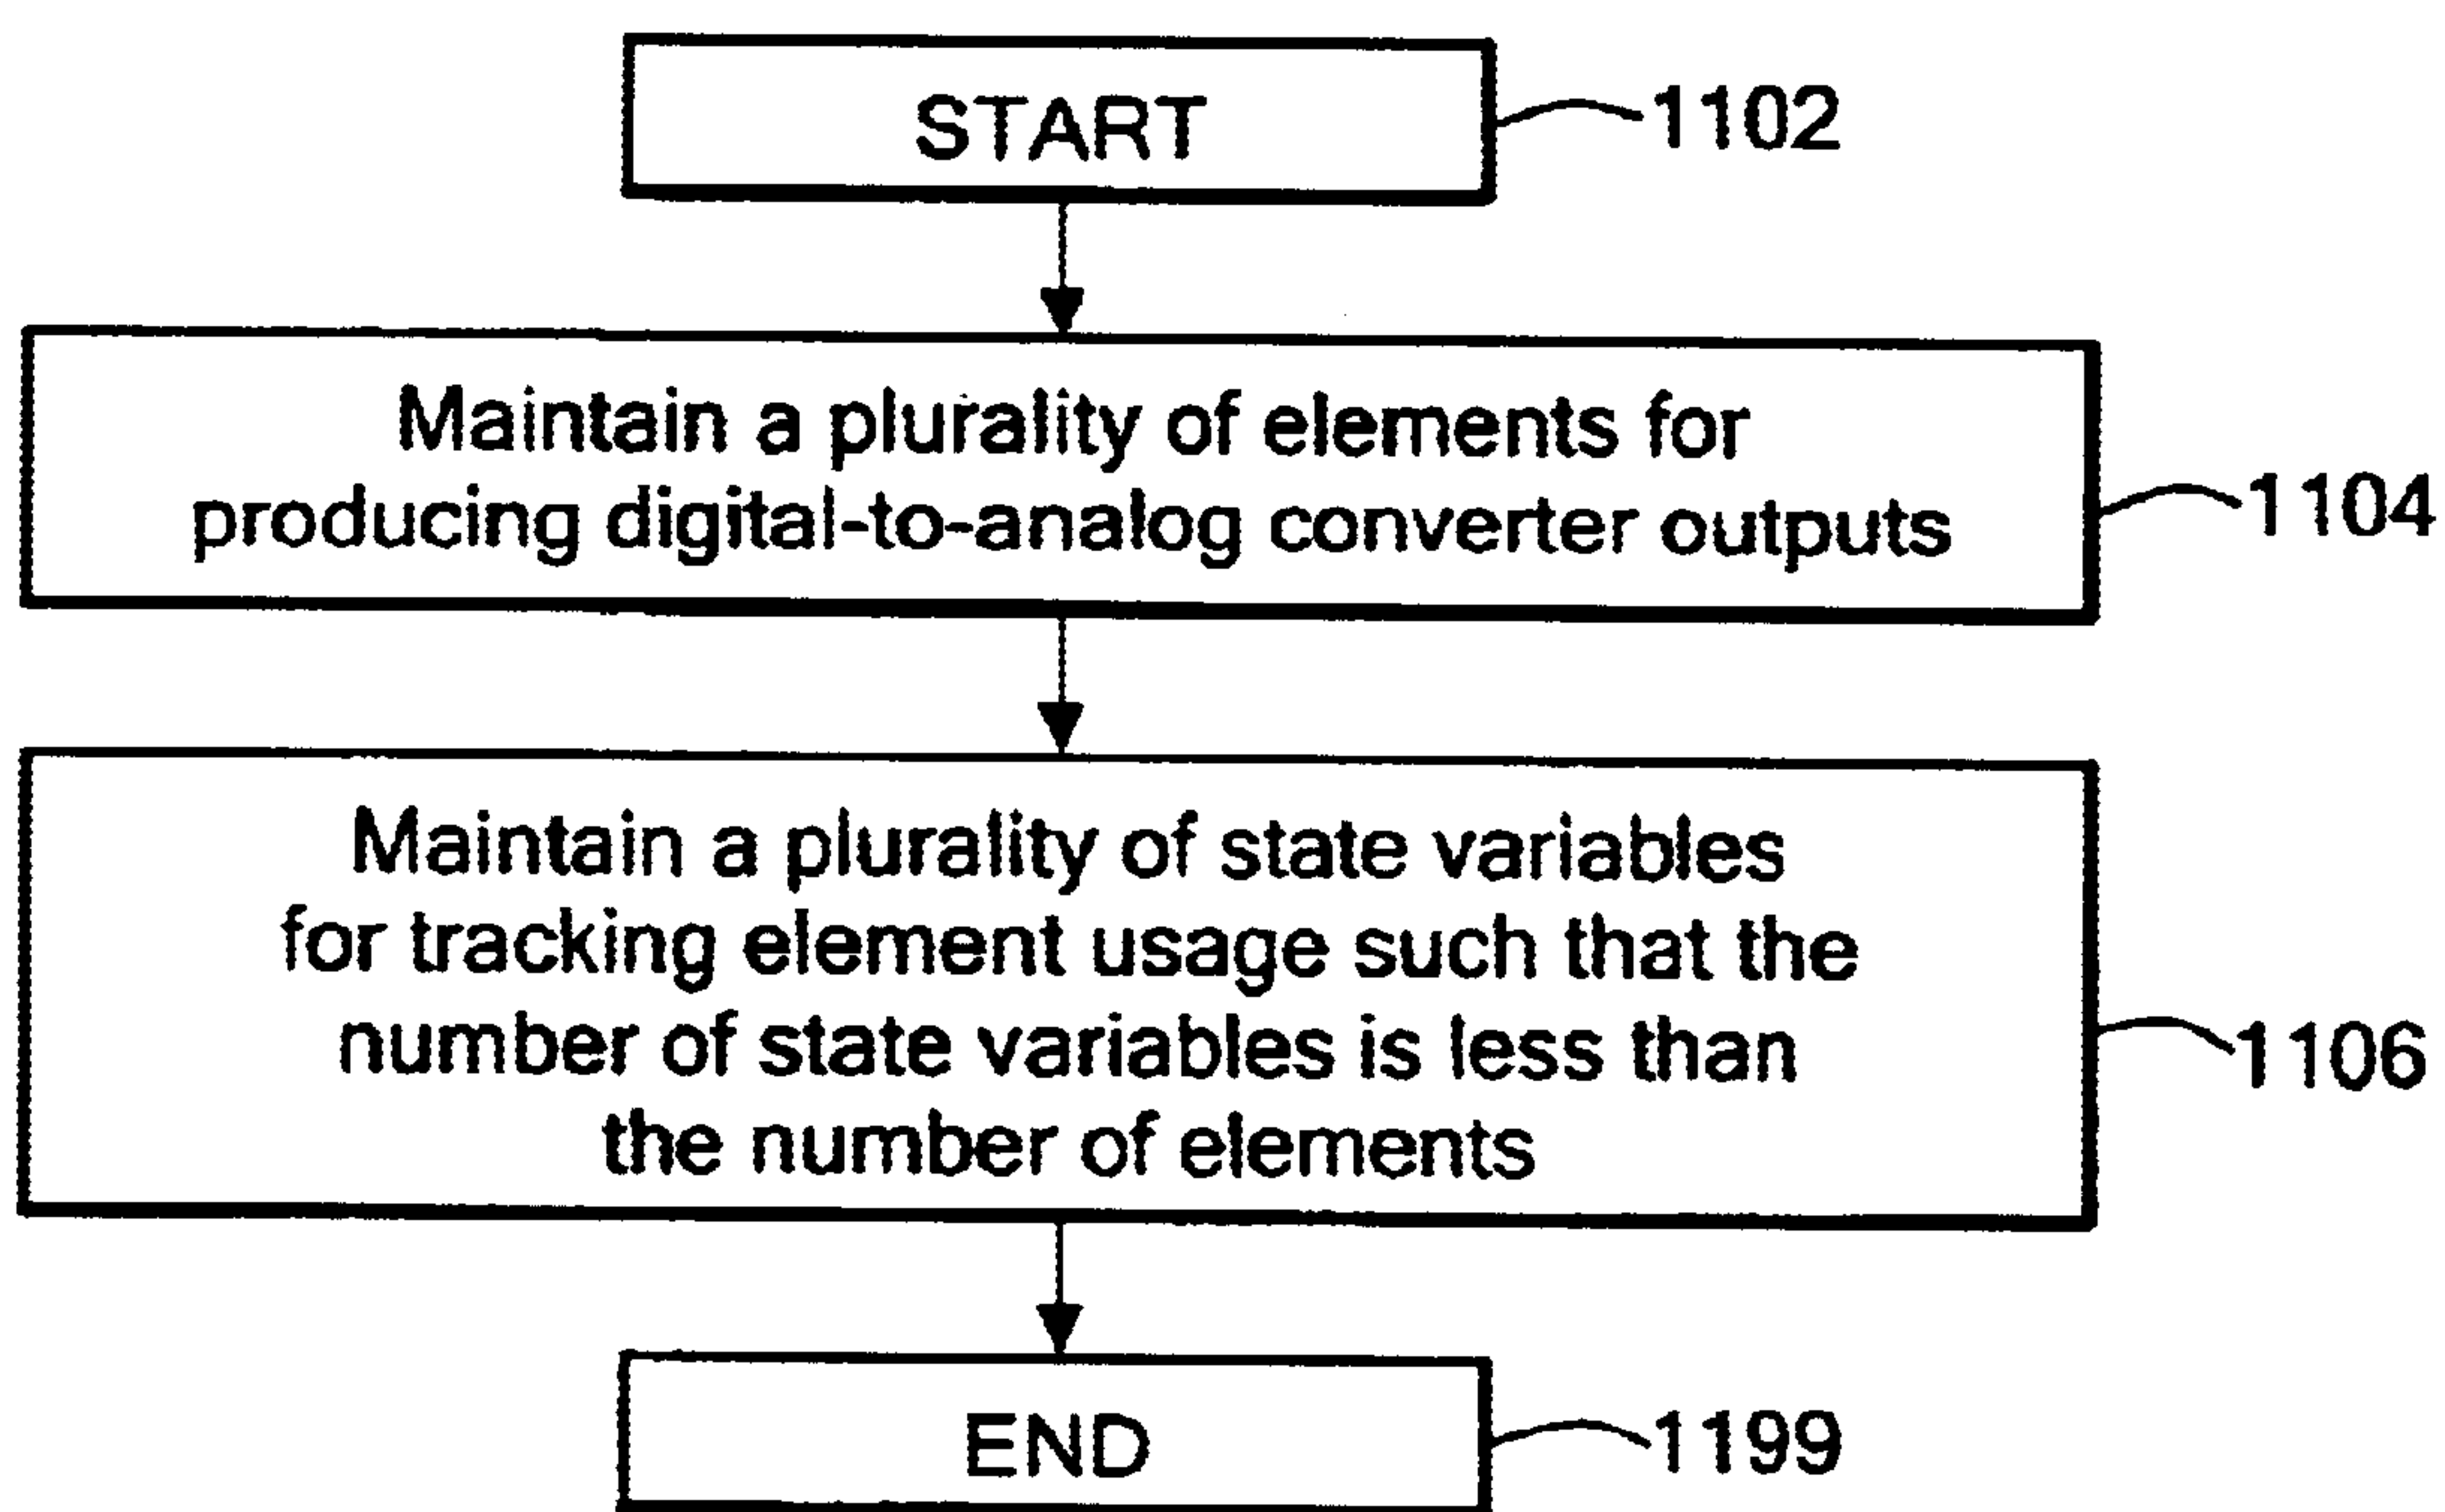 START
1102
Maintain a plurality of elements for
producing digital-to-analog converter outputs
1104
Maintain a plurality of state variables
for tracking element usage such that the
number of state variables is less than
the number of elements
1106
END
1199